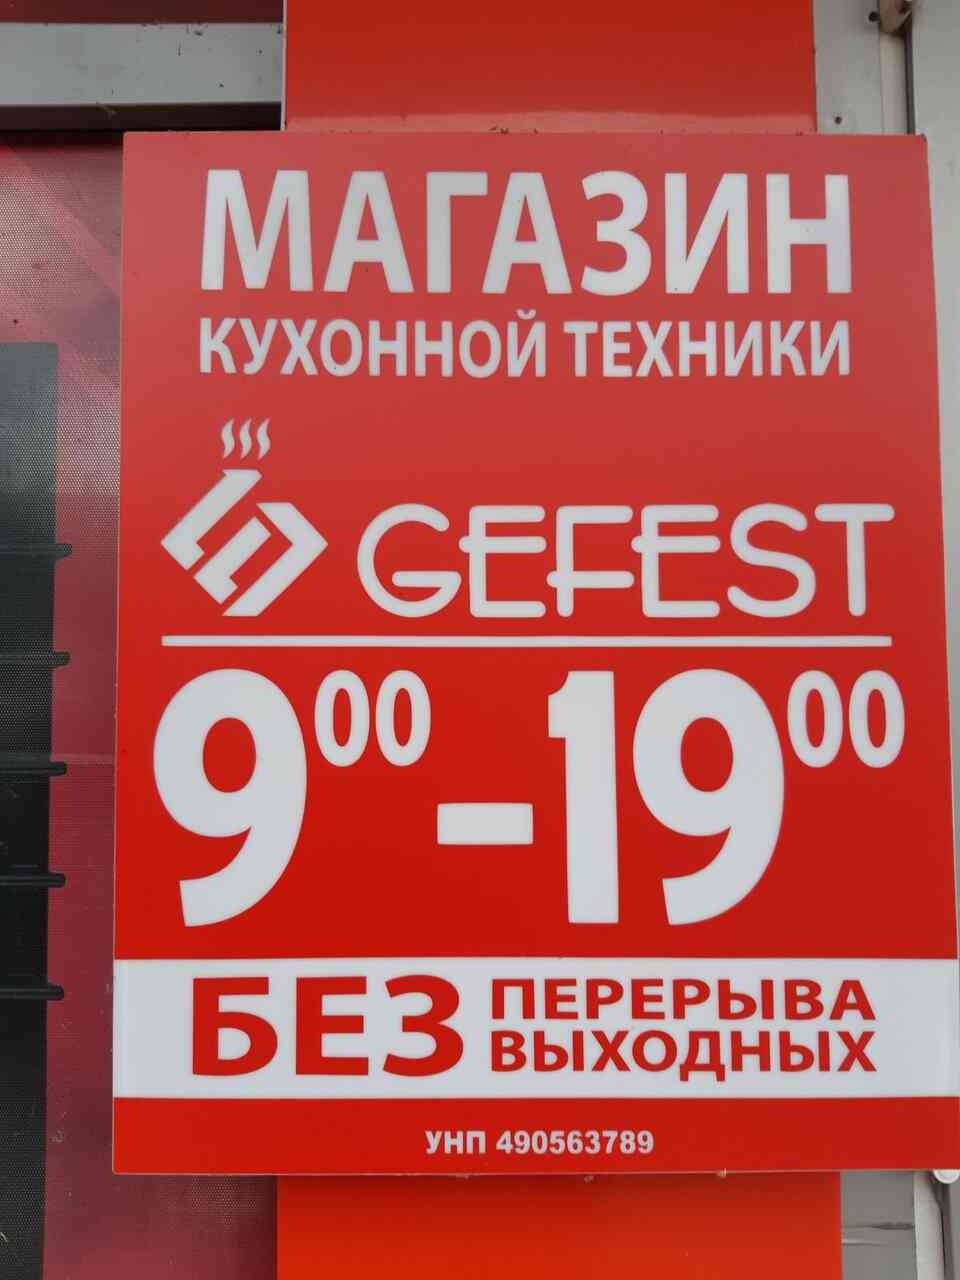 МАГАЗИН
КУХОННОЙ ТЕХНИКИ
GEFEST
9⁰⁰-19⁰⁰
БЕЗ ПЕРЕРЫВА
ВЫХОДНЫХ
УНП 490563789